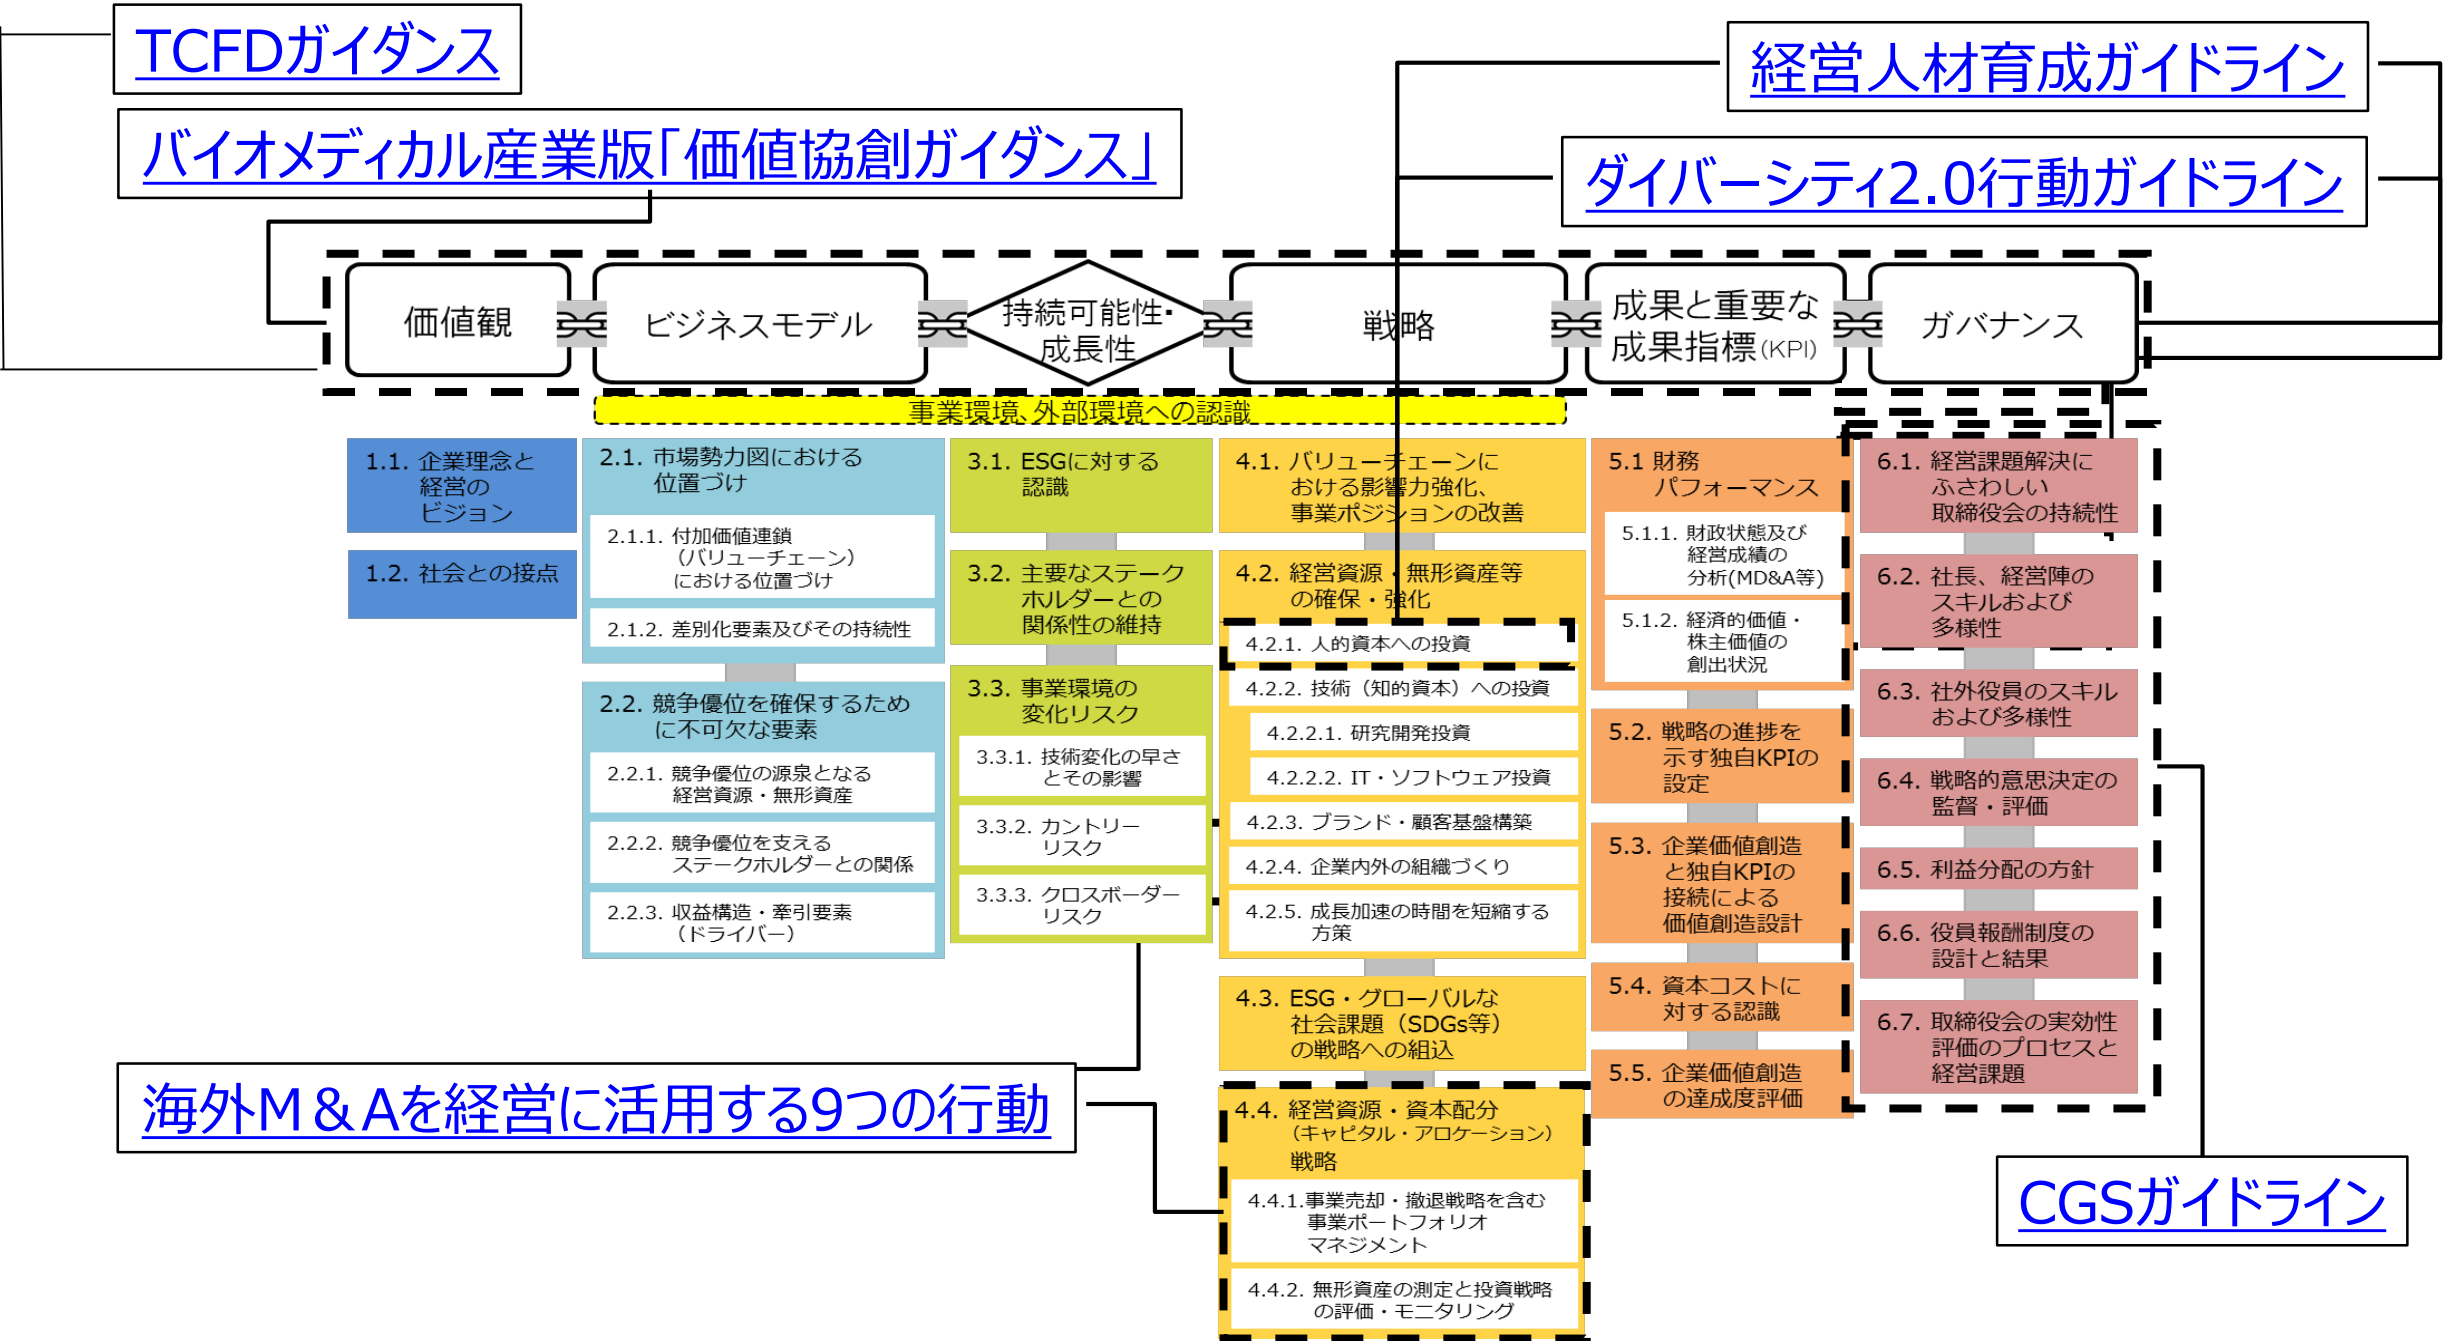 TCFDガイダンス
経営人材育成ガイドライン
バイオメディカル産業版「価値協創ガイダンス」
ダイバーシティ2.0行動ガイドライン
価値観
ビジネスモデル
持続可能性・
成長性
戦略
成果と重要な
成果指標(KPI)
ガバナンス
事業環境、外部環境への認識
1.1. 企業理念と
経営の
ビジョン
1.2. 社会との接点
2.1. 市場勢力図における
位置づけ
2.1.1. 付加価値連鎖
（バリューチェーン）
における位置づけ
2.1.2. 差別化要素及びその持続性
2.2. 競争優位を確保するため
に不可欠な要素
2.2.1. 競争優位の源泉となる
経営資源・無形資産
2.2.2. 競争優位を支える
ステークホルダーとの関係
2.2.3. 収益構造・牽引要素
（ドライバー）
3.1. ESGに対する
認識
3.2. 主要なステーク
ホルダーとの
関係性の維持
3.3. 事業環境の
変化リスク
3.3.1. 技術変化の早さ
とその影響
3.3.2. カントリー
リスク
3.3.3. クロスボーダー
リスク
4.1. バリューチェーンに
おける影響力強化、
事業ポジションの改善
4.2. 経営資源・無形資産等
の確保・強化
4.2.1. 人的資本への投資
4.2.2. 技術（知的資本）への投資
4.2.2.1. 研究開発投資
4.2.2.2. IT・ソフトウェア投資
4.2.3. ブランド・顧客基盤構築
4.2.4. 企業内外の組織づくり
4.2.5. 成長加速の時間を短縮する
方策
4.3. ESG・グローバルな
社会課題（SDGs等）
の戦略への組込
4.4. 経営資源・資本配分
（キャピタル・アロケーション）
戦略
4.4.1.事業売却・撤退戦略を含む
事業ポートフォリオ
マネジメント
4.4.2. 無形資産の測定と投資戦略
の評価・モニタリング
5.1 財務
パフォーマンス
5.1.1. 財政状態及び
経営成績の
分析(MD&A等)
5.1.2. 経済的価値・
株主価値の
創出状況
5.2. 戦略の進捗を
示す独自KPIの
設定
5.3. 企業価値創造
と独自KPIの
接続による
価値創造設計
5.4. 資本コストに
対する認識
5.5. 企業価値創造
の達成度評価
6.1. 経営課題解決に
ふさわしい
取締役会の持続性
6.2. 社長、経営陣の
スキルおよび
多様性
6.3. 社外役員のスキル
および多様性
6.4. 戦略的意思決定の
監督・評価
6.5. 利益分配の方針
6.6. 役員報酬制度の
設計と結果
6.7. 取締役会の実効性
評価のプロセスと
経営課題
海外M＆Aを経営に活用する9つの行動
CGSガイドライン